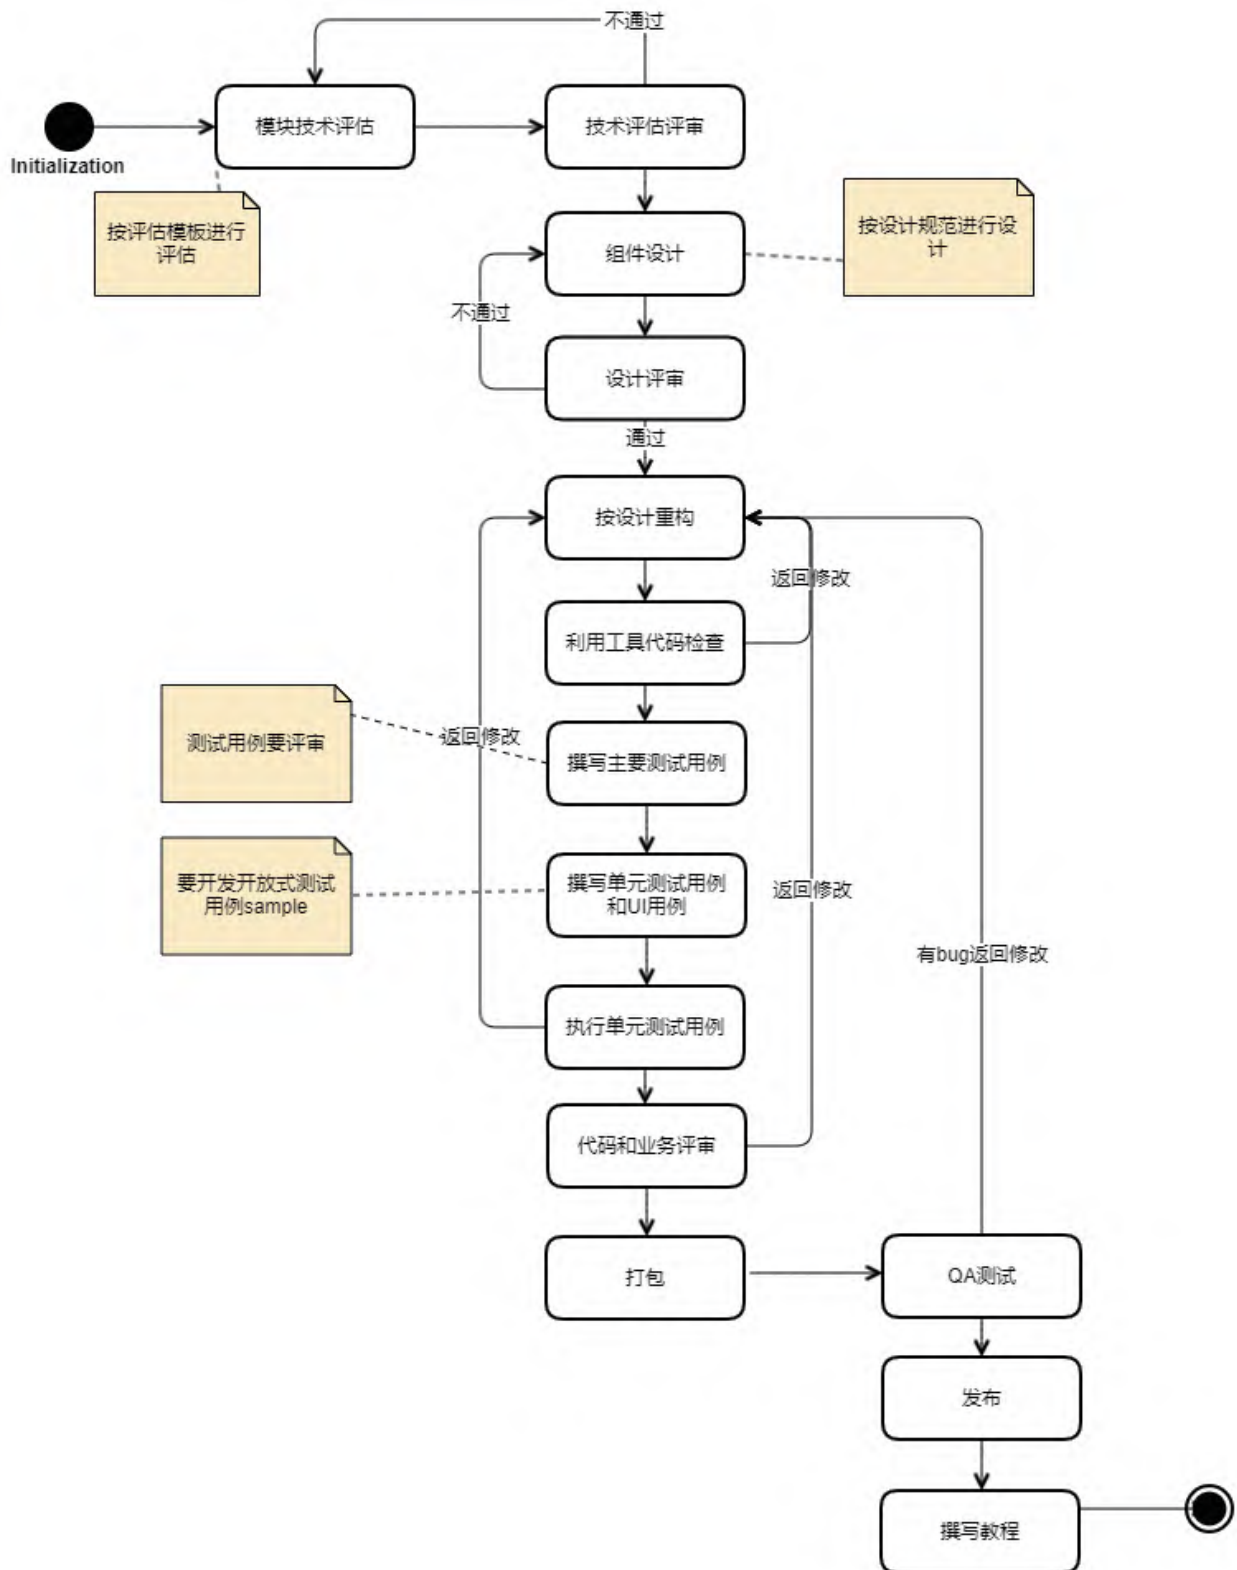 不通过
模块技术评估
技术评估评审
Initialization
按评估模板进行
评估
组件设计
按设计规范进行设
计
不通过
设计评审
通过
按设计重构
返回修改
利用工具代码检查
测试用例要评审
返回修改
撰写主要测试用例
要开发开放式测试
用例sample
撰写单元测试用例
和UI用例
返回修改
有bug返回修改
执行单元测试用例
代码和业务评审
打包
QA测试
发布
撰写教程